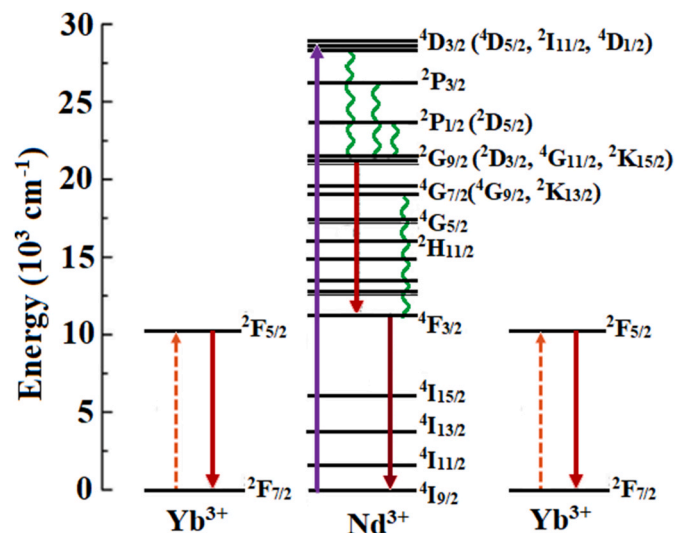 Energy (10³ cm⁻¹)
30
25
20
15
10
5
0
²F5/2
²F7/2
Yb³⁺
⁴D3/2 (⁴D5/2, ²I11/2, ⁴D1/2)
²P3/2
²P1/2 (²D5/2)
²G9/2 (²D3/2, ⁴G11/2, ²K15/2)
⁴G7/2(⁴G9/2, ²K13/2)
⁴G5/2
²H11/2
⁴F3/2
⁴I15/2
⁴I13/2
⁴I11/2
⁴I9/2
Nd³⁺
²F5/2
²F7/2
Yb³⁺